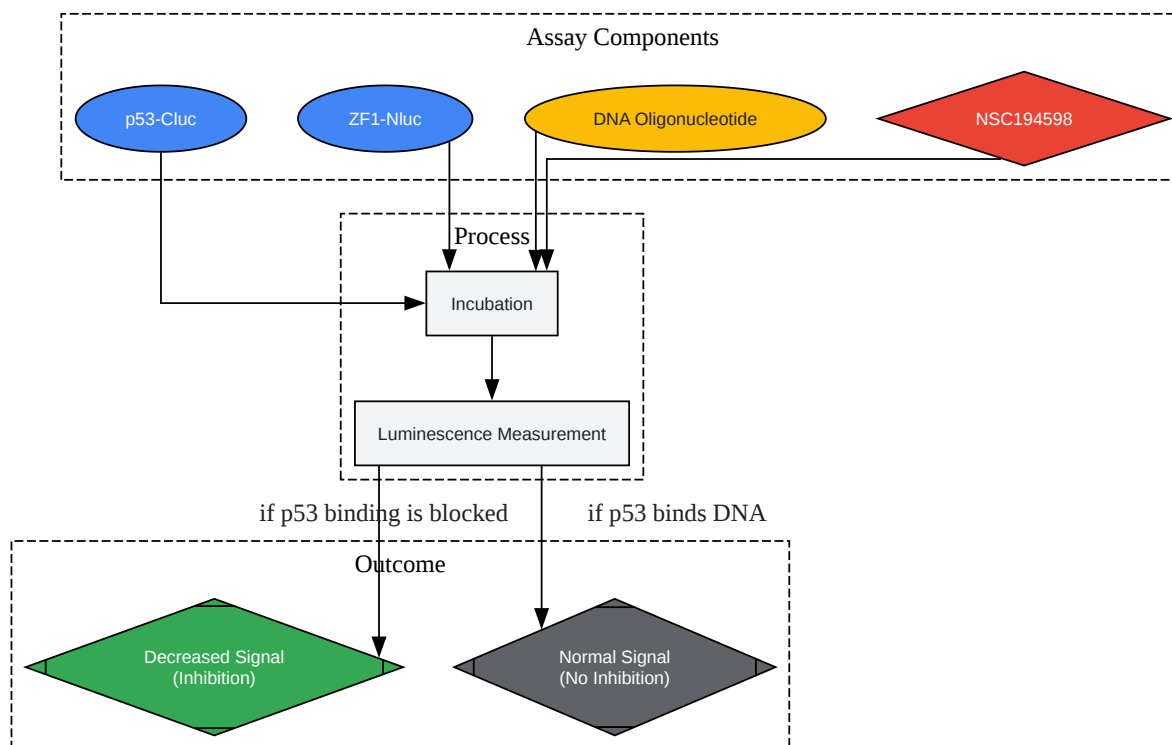 Assay Components
p53-Cluc
ZF1-Nluc
DNA Oligonucleotide
NSC194598
Process
Incubation
Luminescence Measurement
if p53 binding is blocked
if p53 binds DNA
Outcome
Decreased Signal
(Inhibition)
Normal Signal
(No Inhibition)